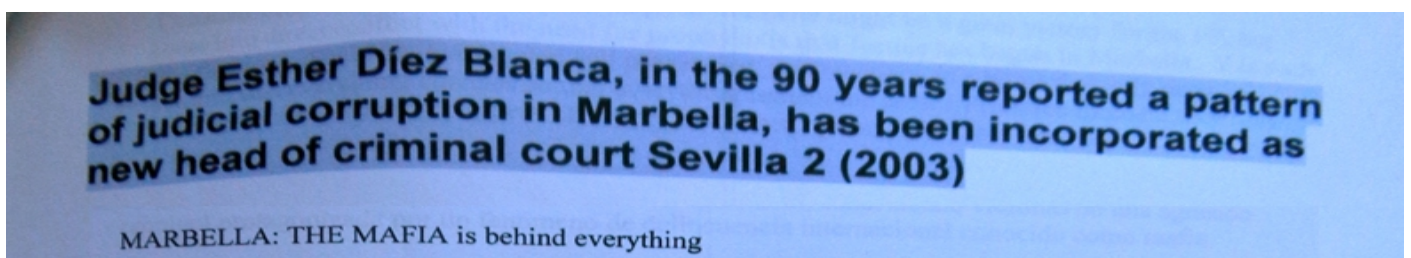 Judge Esther Díez Blanca, in the 90 years reported a pattern
of judicial corruption in Marbella, has been incorporated as
new head of criminal court Sevilla 2 (2003)
MARBELLA: THE MAFIA is behind everything